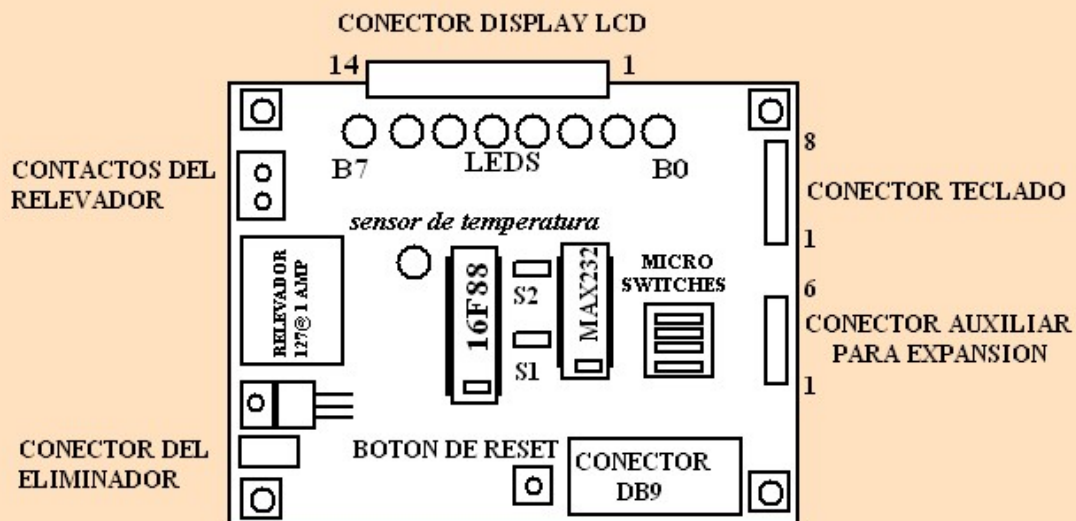 CONECTOR DISPLAY LCD
14
1
B7
LEDS
B0
8
CONECTOR TECLADO
1
CONTACTOS DEL
RELEVADOR
sensor de temperatura
RELEVADOR
127@ 1 AMP
16F88
S2
S1
MAX232
MICRO
SWITCHES
6
CONECTOR AUXILIAR
PARA EXPANSION
1
CONECTOR DEL
ELIMINADOR
BOTON DE RESET
CONECTOR
DB9